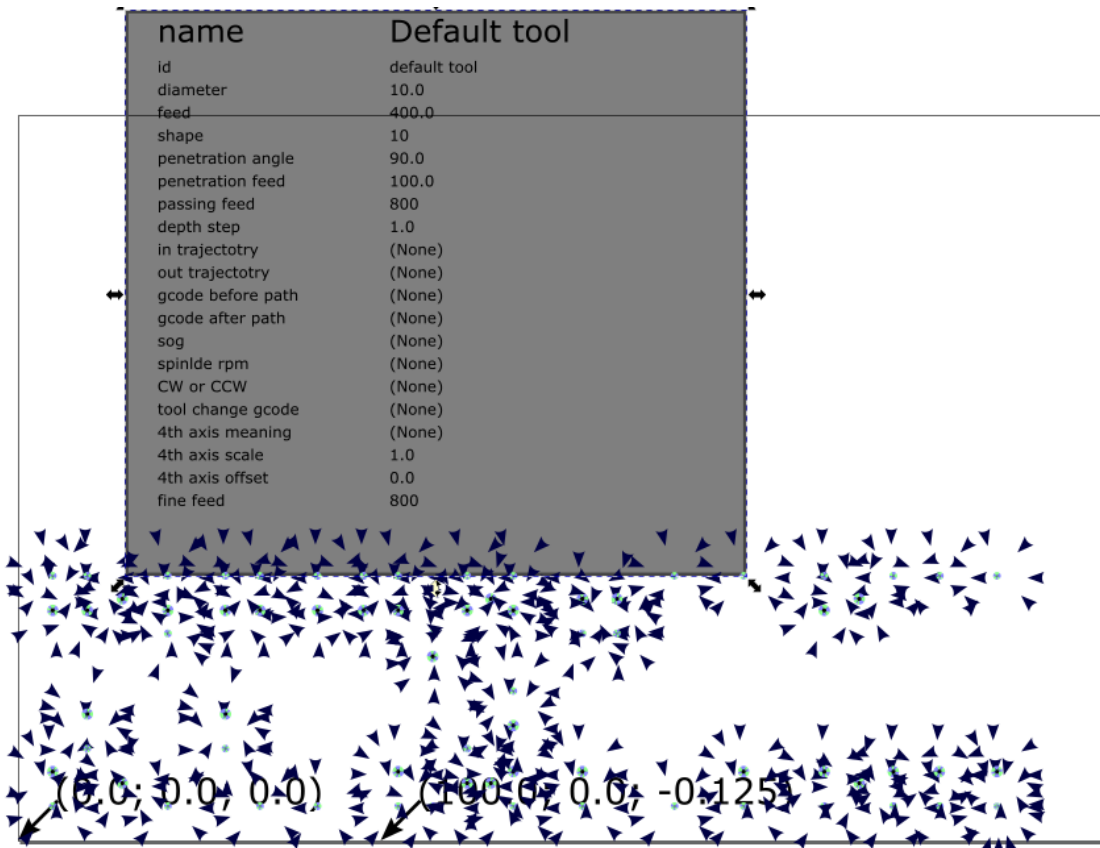 name Default tool
id default tool
diameter 10.0
feed 400.0
shape 10
penetration angle 90.0
penetration feed 100.0
passing feed 800
depth step 1.0
in trajectotry (None)
out trajectotry (None)
gcode before path (None)
gcode after path (None)
sog (None)
spinlde rpm (None)
CW or CCW (None)
tool change gcode (None)
4th axis meaning (None)
4th axis scale 1.0
4th axis offset 0.0
fine feed 800
(0.0; 0.0; 0.0) (100.0; 0.0; -0.125)